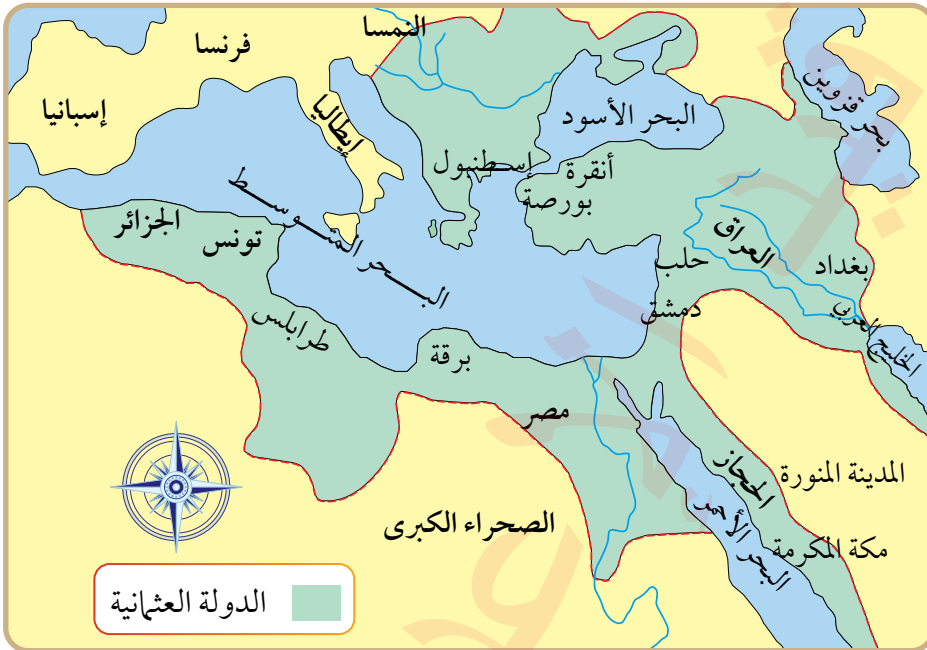 النمسا
فرنسا
إسبانيا
إيطاليا
بحر قزوين
البحر الأسود
أنقرة
إسطنبول
بورصة
البحر المتوسط
الجزائر
تونس
طرابلس
برقة
مصر
حلب
دمشق
العراق
بغداد
الخليج العربي
الحجاز
المدينة المنورة
البحر الأحمر
مكة المكرمة
الصحراء الكبرى
الدولة العثمانية